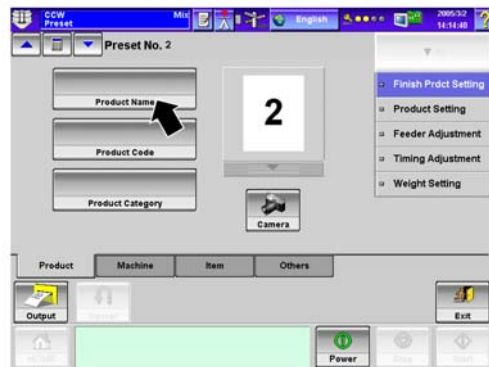 CCW
Preset
Mix
English
2005/3/2
14:14:40
?
Preset No. 2
Product Name
2
Finish Prdct Setting
Product Setting
Product Code
Feeder Adjustment
Timing Adjustment
Weight Setting
Product Category
Camera
Product
Machine
Item
Others
Output
Exit
HOME
Power
Stop
Start